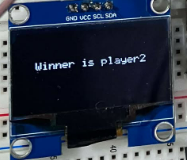 GND VCC SCL SDA
Winner is player2